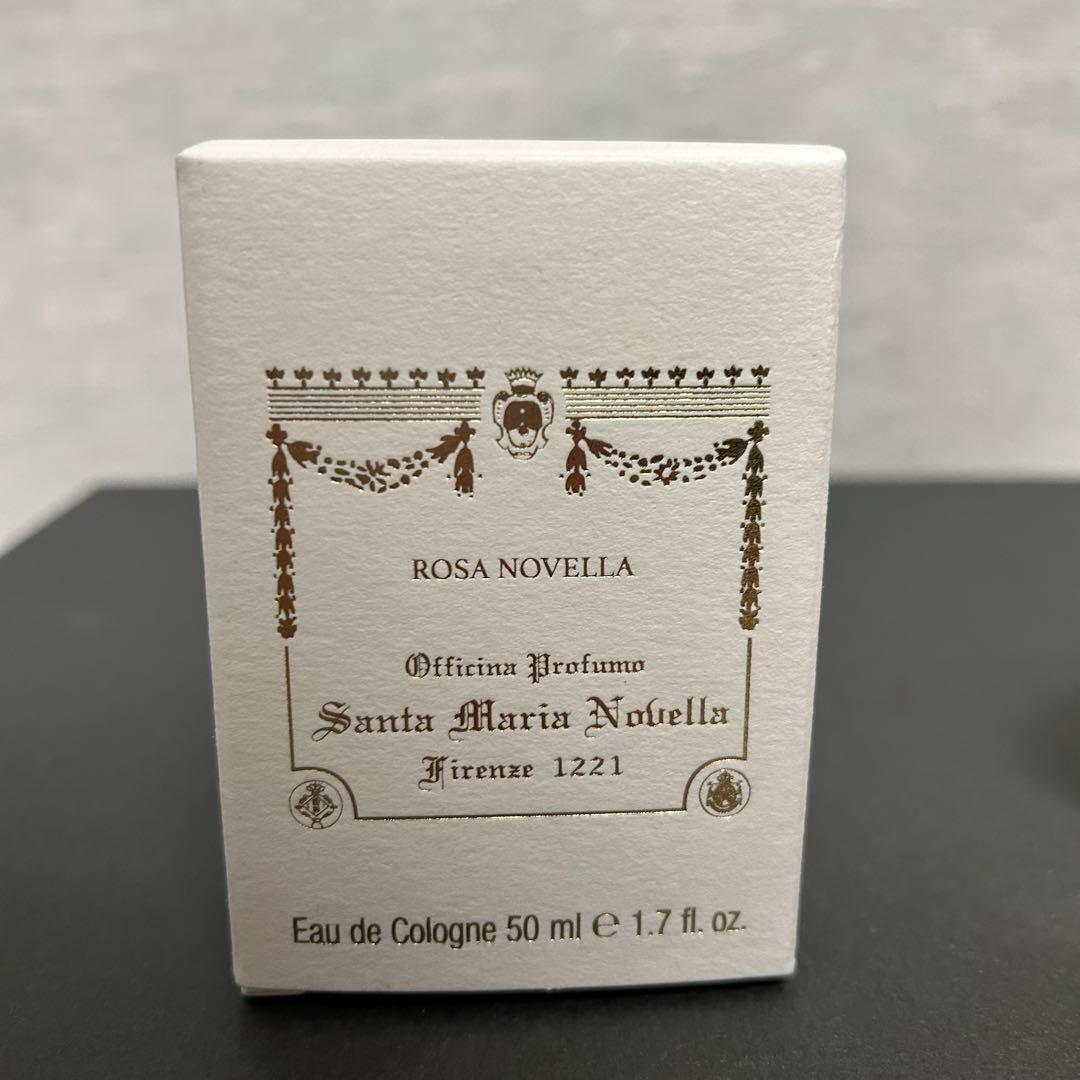 ROSA NOVELLA
Officina Profumo
Santa Maria Novella
Firenze 1221
Eau de Cologne 50 ml ℮ 1.7 fl. oz.